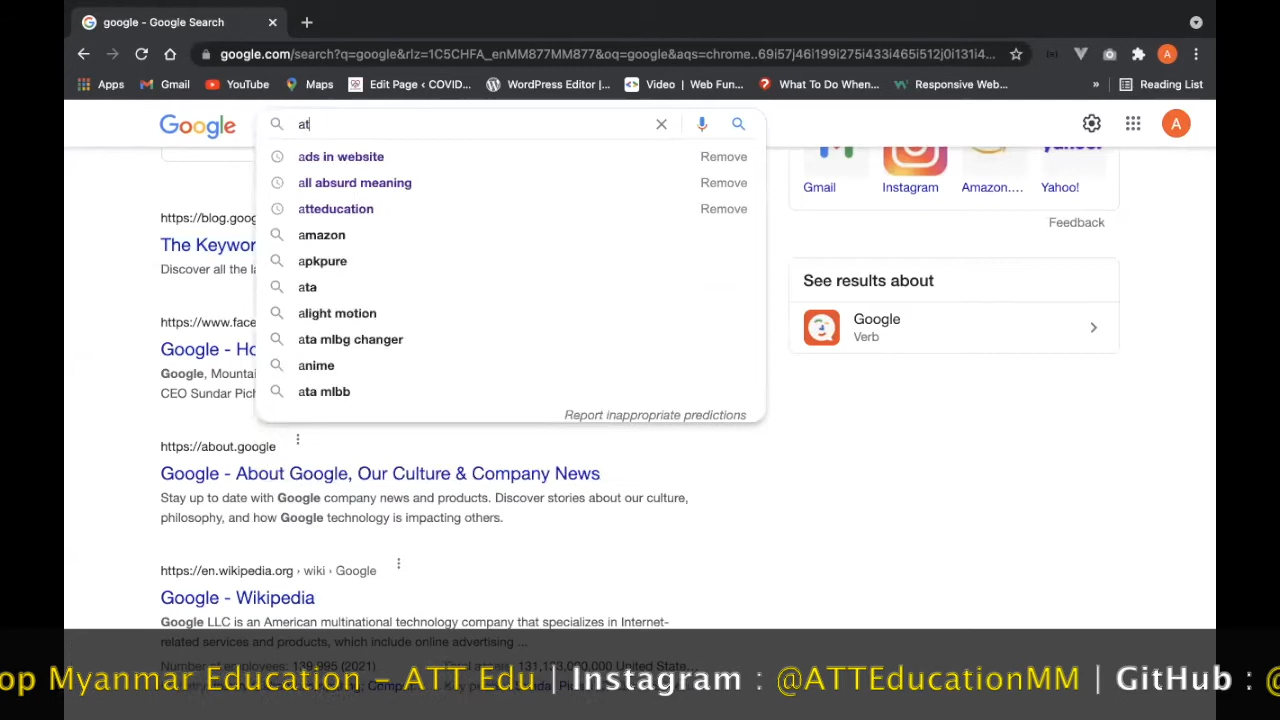 google - Google Search
google.com/search?q=google&rlz=1C5CHFA_enMM877MM877&oq=google&aqs=chrome..69i57j46i199i275i433i465i512j0i131i4...
A
Apps Gmail YouTube Maps Edit Page ‹ COVID... WordPress Editor |... Video | Web Fun... What To Do When... Responsive Web... » Reading List
Google
at
A
ads in website Remove
all absurd meaning Remove
atteducation Remove
amazon
apkpure
ata
alight motion
ata mlbg changer
anime
ata mlbb
Report inappropriate predictions
Gmail Instagram Amazon.... Yahoo!
Feedback
See results about
Google
Verb
https://blog.goog
The Keywor
Discover all the la
https://www.face
Google - Ho
Google, Mountai
CEO Sundar Pich
https://about.google
Google - About Google, Our Culture & Company News
Stay up to date with Google company news and products. Discover stories about our culture,
philosophy, and how Google technology is impacting others.
https://en.wikipedia.org › wiki › Google
Google - Wikipedia
Google LLC is an American multinational technology company that specializes in Internet-
related services and products, which include online advertising ...
Number of employees: 139,995 (2021)
op Myanmar Education - ATT Edu | Instagram : @ATTEducationMM | GitHub : @